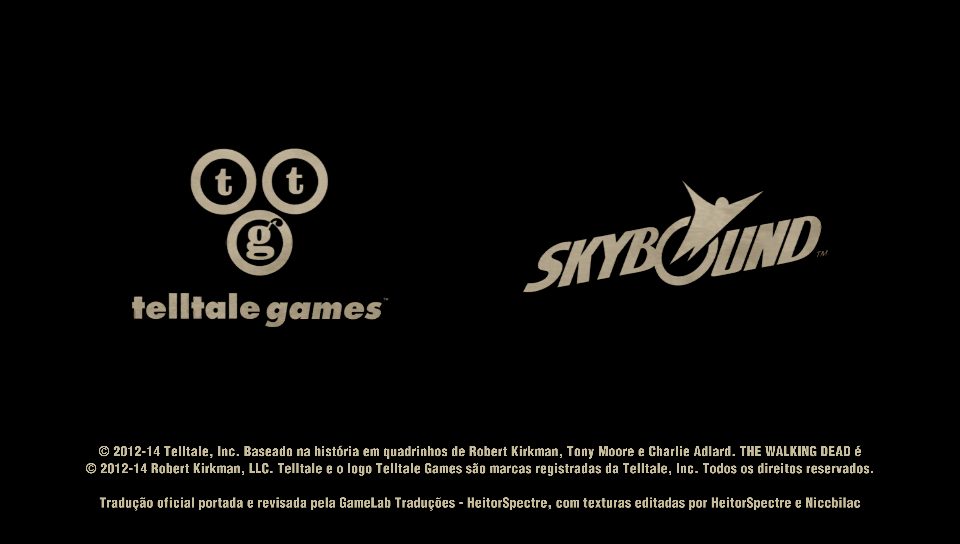 t t
g
telltale games™
SKYBOUND™
© 2012-14 Telltale, Inc. Baseado na história em quadrinhos de Robert Kirkman, Tony Moore e Charlie Adlard. THE WALKING DEAD é
© 2012-14 Robert Kirkman, LLC. Telltale e o logo Telltale Games são marcas registradas da Telltale, Inc. Todos os direitos reservados.
Tradução oficial portada e revisada pela GameLab Traduções - HeitorSpectre, com texturas editadas por HeitorSpectre e Niccbilac